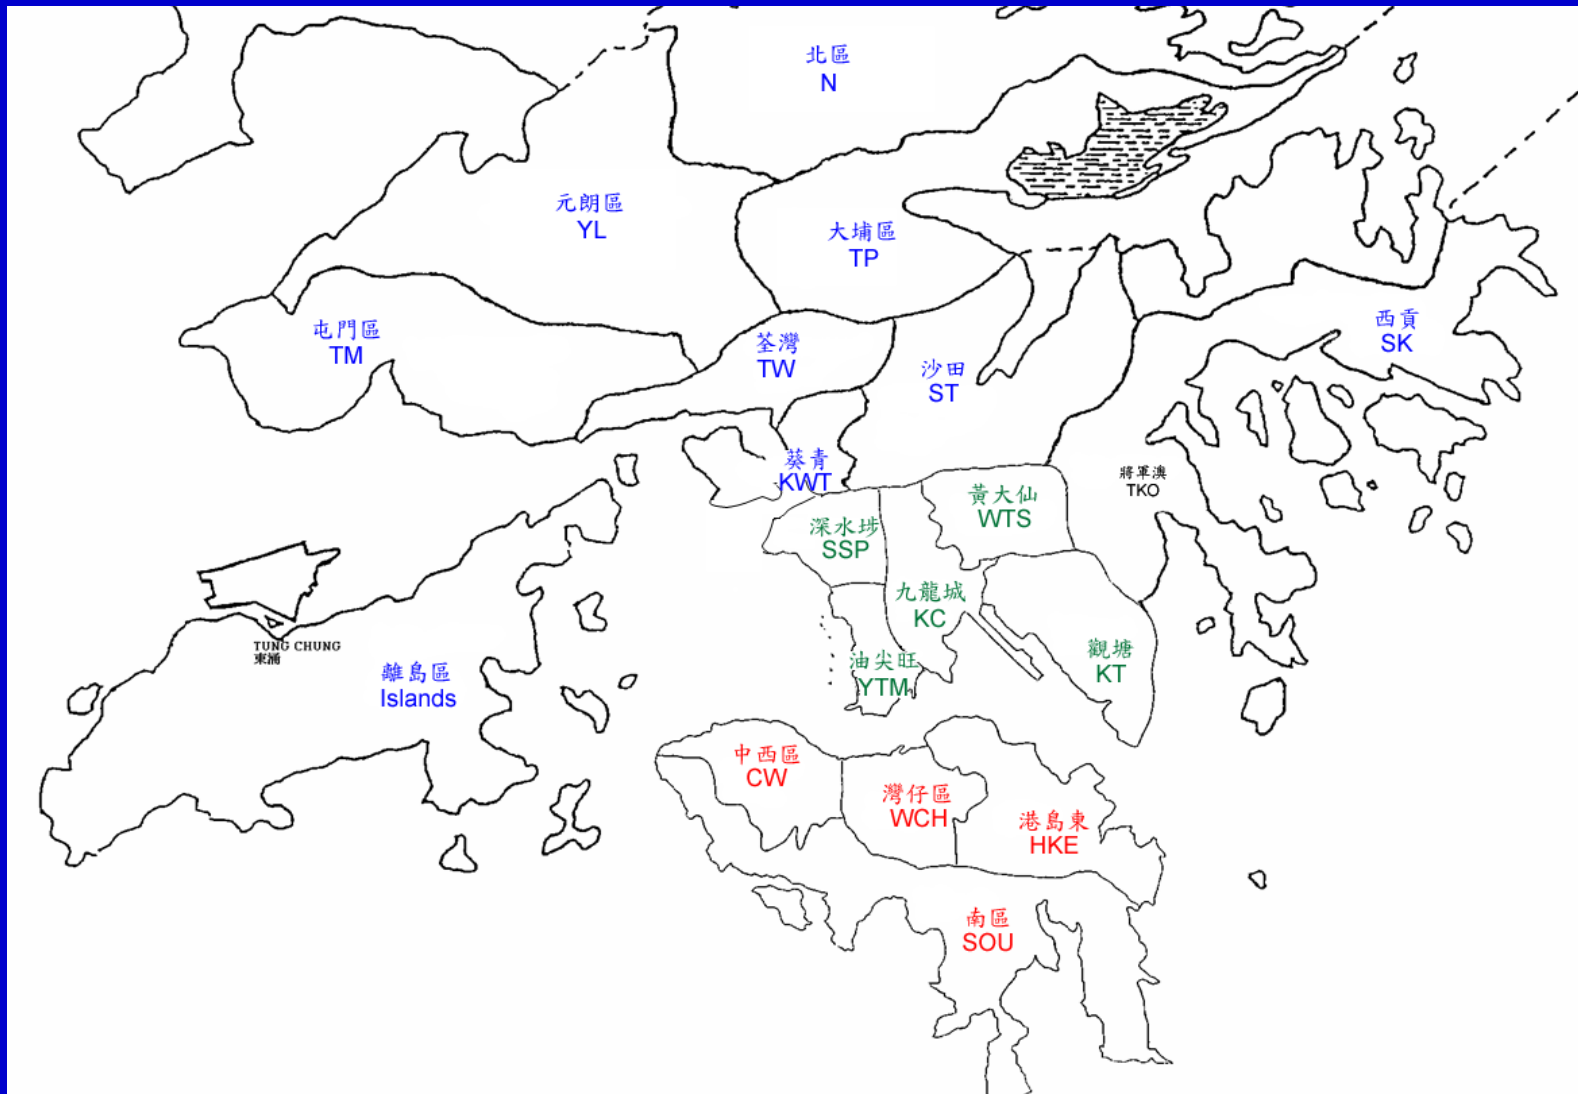 北區
N
元朗區
YL
大埔區
TP
屯門區
TM
荃灣
TW
西貢
SK
沙田
ST
葵青
KWT
將軍澳
TKO
黃大仙
WTS
深水埗
SSP
九龍城
KC
TUNG CHUNG
東涌
離島區
Islands
油尖旺
YTM
觀塘
KT
中西區
CW
灣仔區
WCH
港島東
HKE
南區
SOU